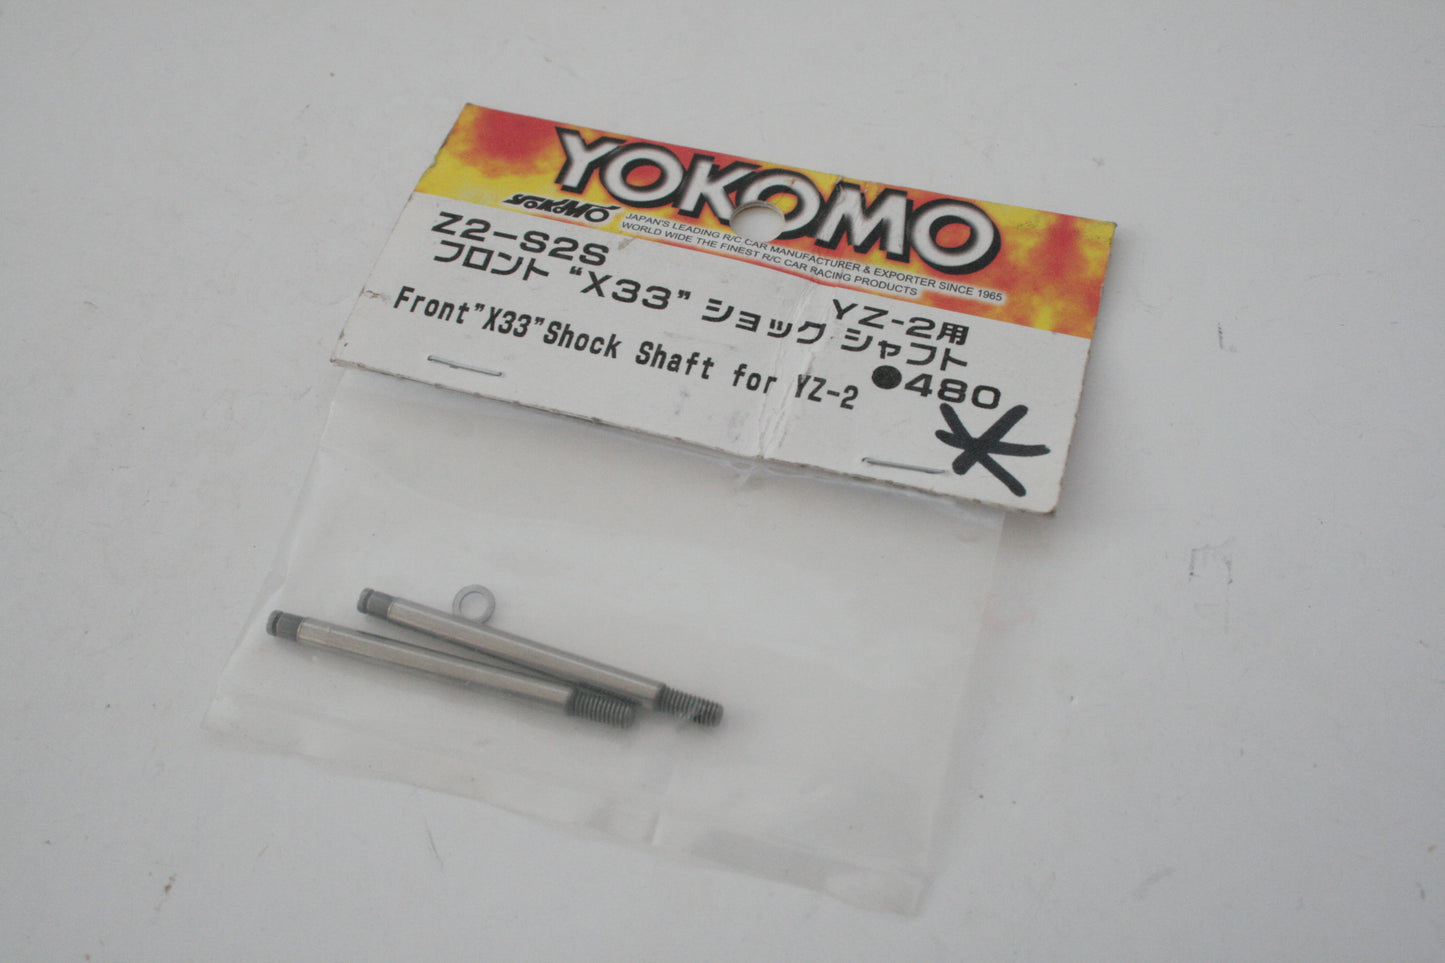 YOKOMO
YOKOMO
JAPAN'S LEADING R/C CAR MANUFACTURER & EXPORTER SINCE 1965
WORLD WIDE THE FINEST R/C CAR RACING PRODUCTS
Z2-S2S
YZ-2用
フロント “X33” ショック シャフト
Front"X33"Shock Shaft for YZ-2
●480